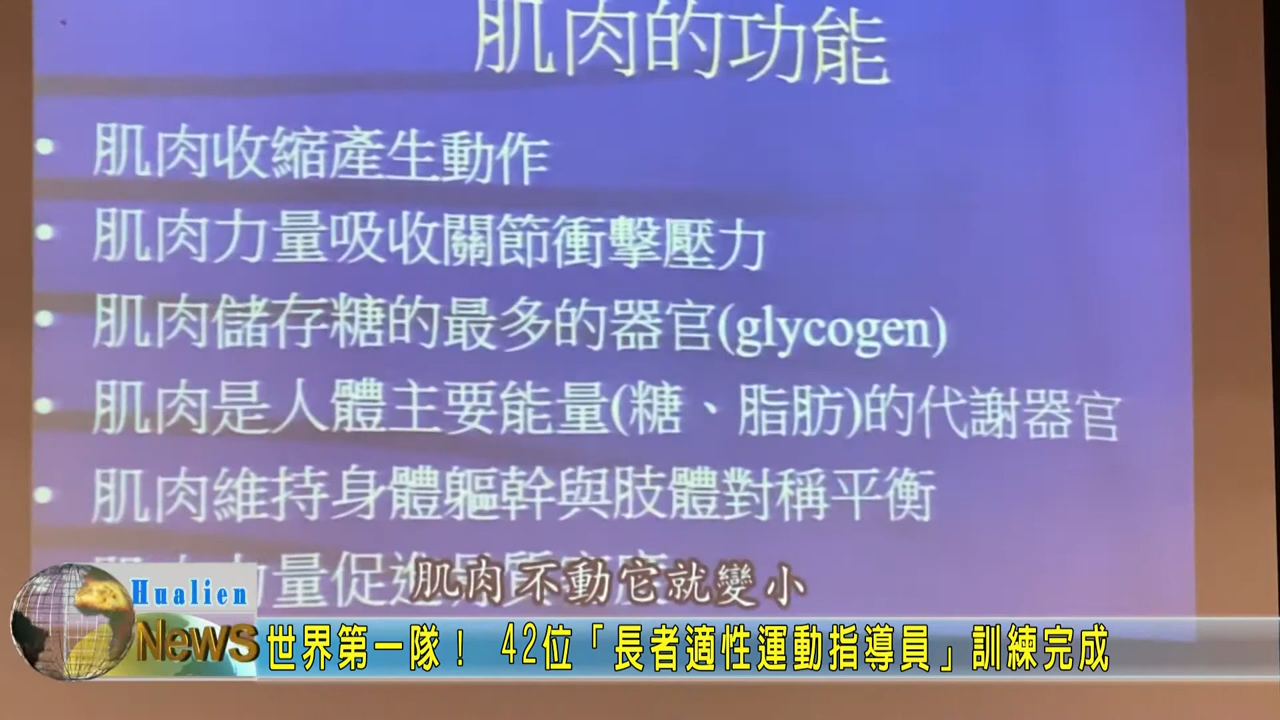 肌肉的功能
• 肌肉收縮產生動作
• 肌肉力量吸收關節衝擊壓力
• 肌肉儲存糖的最多的器官(glycogen)
• 肌肉是人體主要能量(糖、脂肪)的代謝器官
• 肌肉維持身體軀幹與肢體對稱平衡
力量促進
肌肉不動它就變小
Hualien
News
世界第一隊！ 42位「長者適性運動指導員」訓練完成